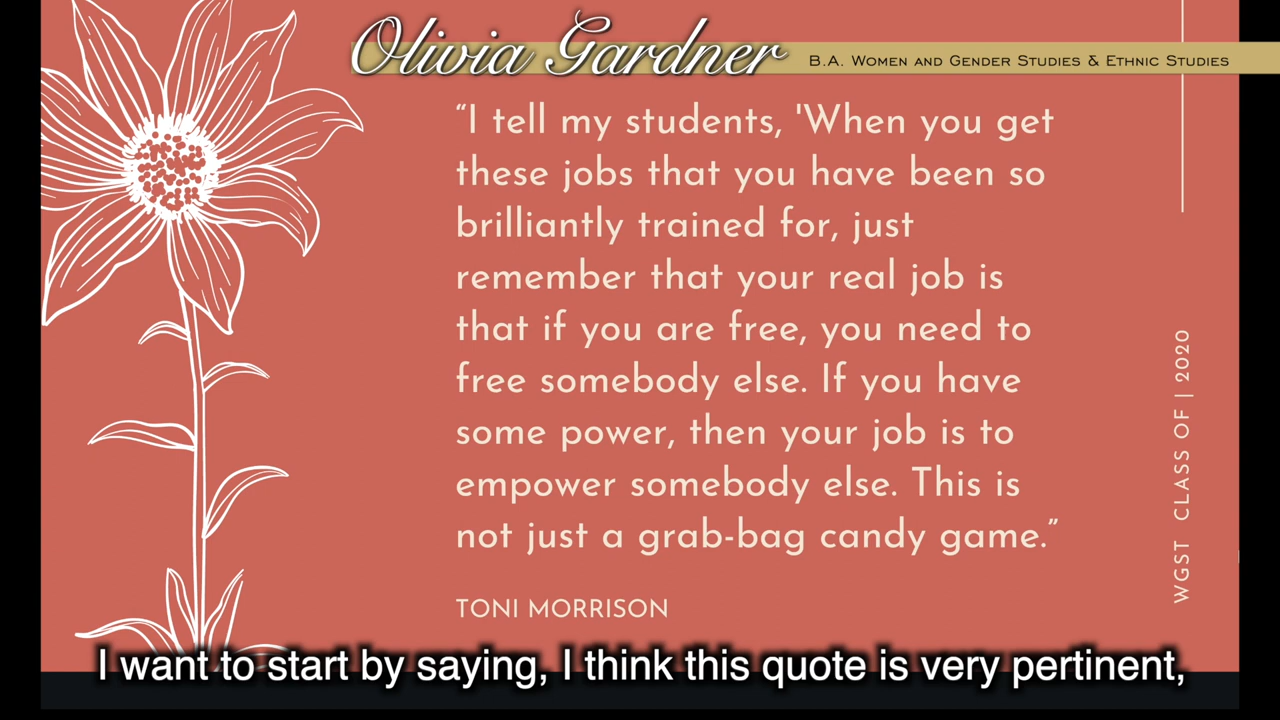 Olivia Gardner
B.A. Women and Gender Studies & Ethnic Studies
“I tell my students, 'When you get
these jobs that you have been so
brilliantly trained for, just
remember that your real job is
that if you are free, you need to
free somebody else. If you have
some power, then your job is to
empower somebody else. This is
not just a grab-bag candy game.”
TONI MORRISON
WGST CLASS OF | 2020
I want to start by saying, I think this quote is very pertinent,